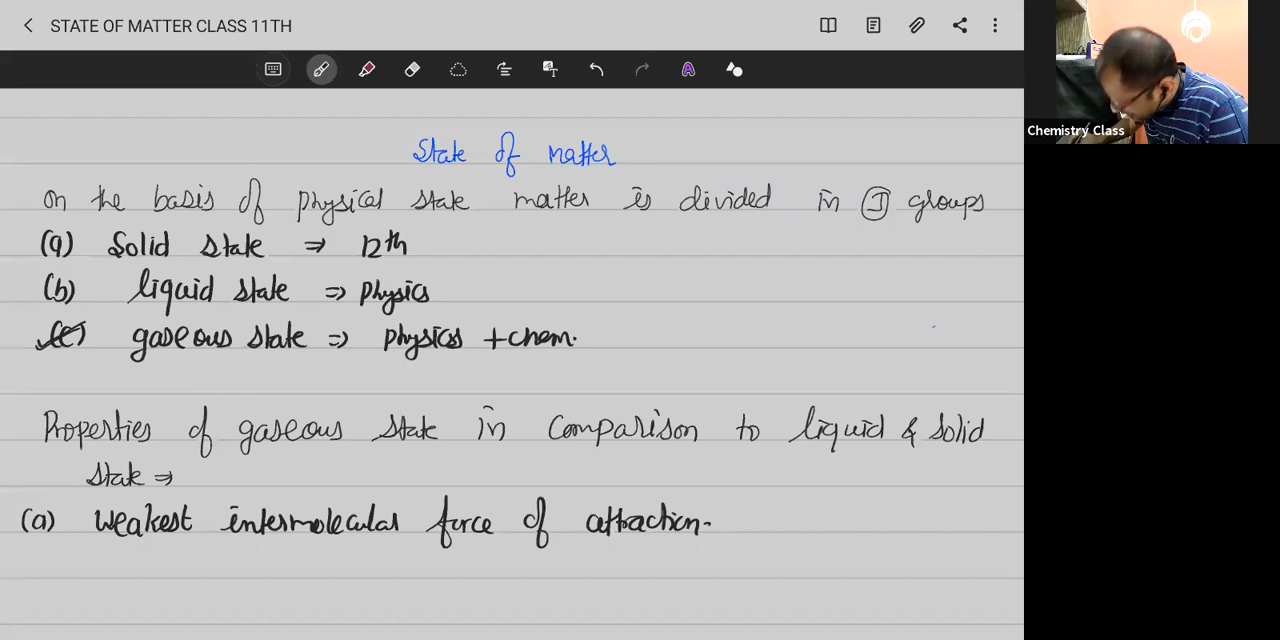 STATE OF MATTER CLASS 11TH
Chemistry Class
State of matter
on the basis of physical state matter is divided in groups
(a) Solid state ⇒ 12th
(b) liquid state ⇒ physics
(c) gaseous state ⇒ physics + chem.
Properties of gaseous state in comparison to liquid & solid
state ⇒
(a) weakest intermolecular force of attraction.